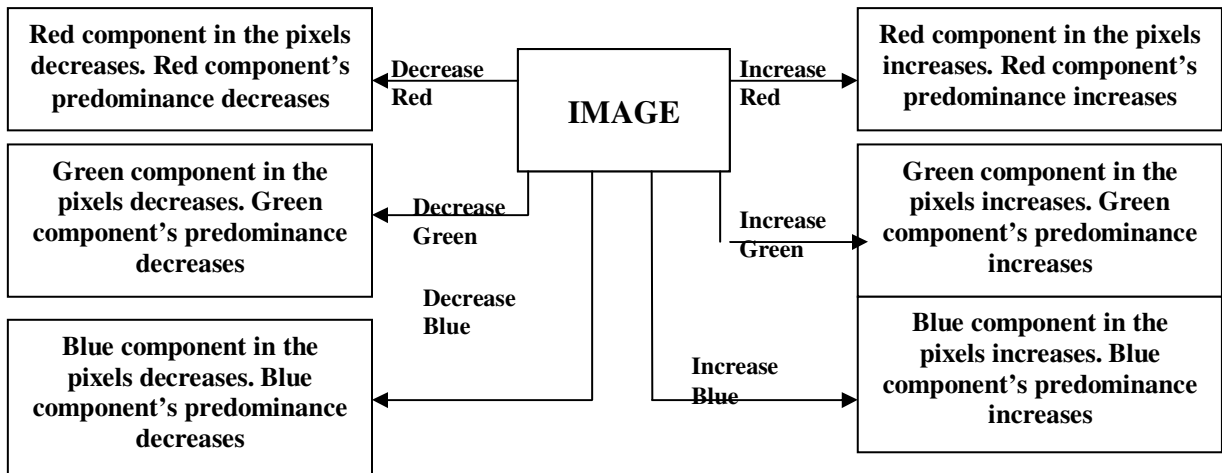 Red component in the pixels
decreases. Red component's
predominance decreases
Decrease
Red
IMAGE
Increase
Red
Red component in the pixels
increases. Red component's
predominance increases
Green component in the
pixels decreases. Green
component's predominance
decreases
Decrease
Green
Increase
Green
Green component in the
pixels increases. Green
component's predominance
increases
Decrease
Blue
Blue component in the
pixels decreases. Blue
component's predominance
decreases
Increase
Blue
Blue component in the
pixels increases. Blue
component's predominance
increases